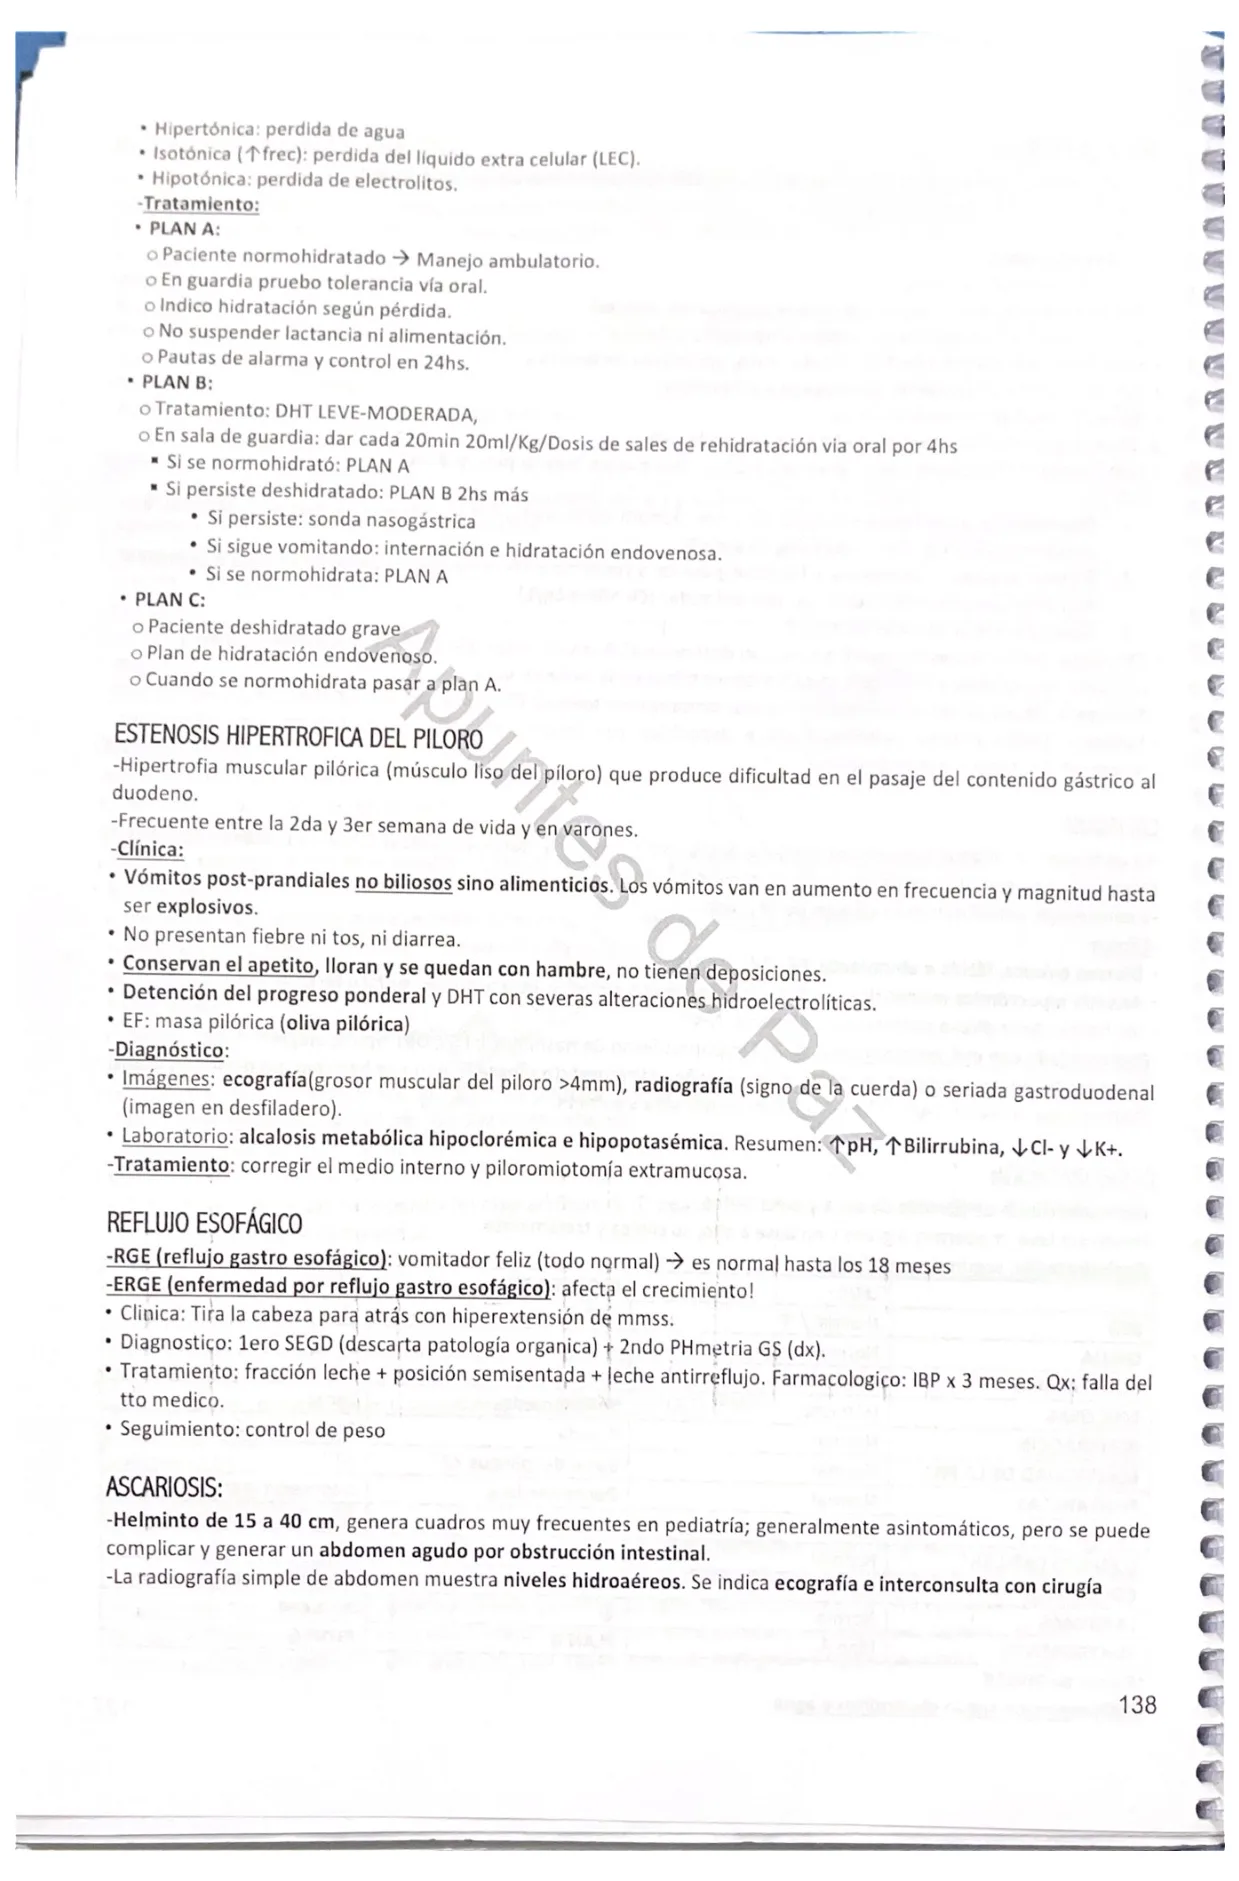 • Hipertónica: perdida de agua
• Isotónica (↑frec): perdida del líquido extra celular (LEC).
• Hipotónica: perdida de electrolitos.
-Tratamiento:
• PLAN A:
o Paciente normohidratado → Manejo ambulatorio.
o En guardia pruebo tolerancia vía oral.
o Indico hidratación según pérdida.
o No suspender lactancia ni alimentación.
o Pautas de alarma y control en 24hs.
• PLAN B:
o Tratamiento: DHT LEVE-MODERADA,
o En sala de guardia: dar cada 20min 20ml/Kg/Dosis de sales de rehidratación via oral por 4hs
▪ Si se normohidrató: PLAN A
▪ Si persiste deshidratado: PLAN B 2hs más
• Si persiste: sonda nasogástrica
• Si sigue vomitando: internación e hidratación endovenosa.
• Si se normohidrata: PLAN A
• PLAN C:
o Paciente deshidratado grave
o Plan de hidratación endovenoso.
o Cuando se normohidrata pasar a plan A.
ESTENOSIS HIPERTROFICA DEL PILORO
-Hipertrofia muscular pilórica (músculo liso del píloro) que produce dificultad en el pasaje del contenido gástrico al
duodeno.
-Frecuente entre la 2da y 3er semana de vida y en varones.
-Clínica:
• Vómitos post-prandiales no biliosos sino alimenticios. Los vómitos van en aumento en frecuencia y magnitud hasta
ser explosivos.
• No presentan fiebre ni tos, ni diarrea.
• Conservan el apetito, lloran y se quedan con hambre, no tienen deposiciones.
• Detención del progreso ponderal y DHT con severas alteraciones hidroelectrolíticas.
• EF: masa pilórica (oliva pilórica)
-Diagnóstico:
• Imágenes: ecografía(grosor muscular del piloro >4mm), radiografía (signo de la cuerda) o seriada gastroduodenal
(imagen en desfiladero).
• Laboratorio: alcalosis metabólica hipoclorémica e hipopotasémica. Resumen: ↑pH, ↑Bilirrubina, ↓Cl- y ↓K+.
-Tratamiento: corregir el medio interno y piloromiotomía extramucosa.
REFLUJO ESOFÁGICO
-RGE (reflujo gastro esofágico): vomitador feliz (todo normal) → es normal hasta los 18 meses
-ERGE (enfermedad por reflujo gastro esofágico): afecta el crecimiento!
• Clinica: Tira la cabeza para atrás con hiperextensión de mmss.
• Diagnostico: 1ero SEGD (descarta patología organica) + 2ndo PHmetria GS (dx).
• Tratamiento: fracción leche + posición semisentada + leche antirreflujo. Farmacologico: IBP x 3 meses. Qx: falla del
tto medico.
• Seguimiento: control de peso
ASCARIOSIS:
-Helminto de 15 a 40 cm, genera cuadros muy frecuentes en pediatría; generalmente asintomáticos, pero se puede
complicar y generar un abdomen agudo por obstrucción intestinal.
-La radiografía simple de abdomen muestra niveles hidroaéreos. Se indica ecografía e interconsulta con cirugía
138
Apuntes de Paz